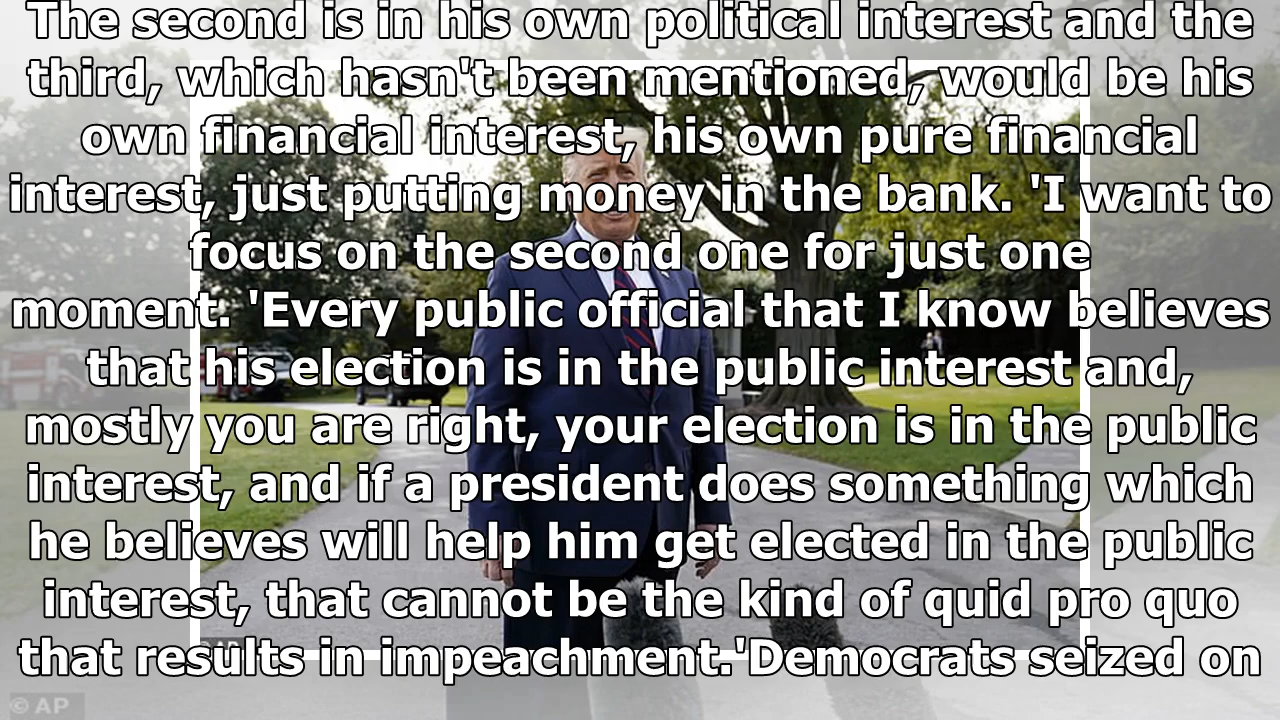 The second is in his own political interest and the
third, which hasn't been mentioned, would be his
own financial interest, his own pure financial
interest, just putting money in the bank. 'I want to
focus on the second one for just one
moment. 'Every public official that I know believes
that his election is in the public interest and,
mostly you are right, your election is in the public
interest, and if a president does something which
he believes will help him get elected in the public
interest, that cannot be the kind of quid pro quo
that results in impeachment.'Democrats seized on
© AP